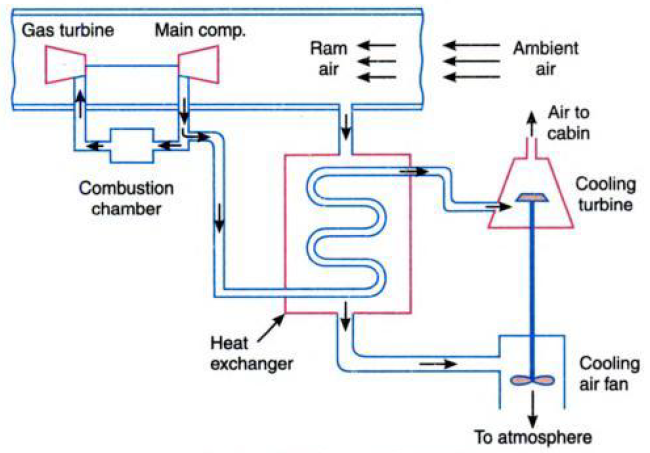 Gas turbine
Main comp.
Ram
air
Ambient
air
Air to
cabin
Combustion
chamber
Cooling
turbine
Heat
exchanger
Cooling
air fan
To atmosphere